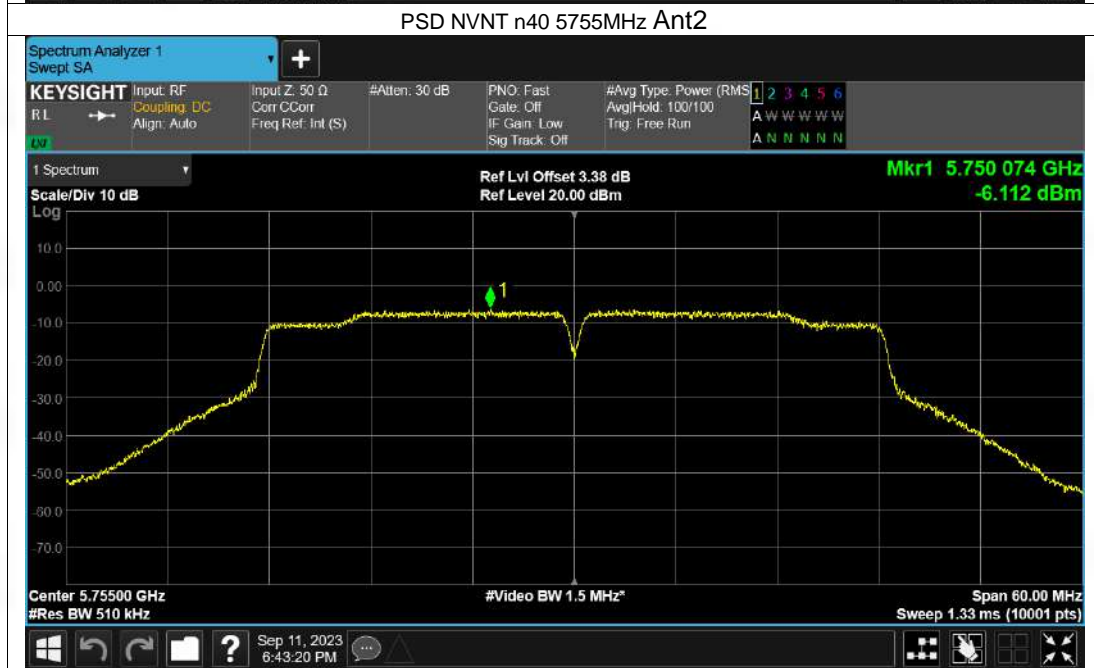 PSD NVNT n40 5755MHz Ant2
Spectrum Analyzer 1
Swept SA
+
KEYSIGHT Input: RF Input Z: 50 Ω #Atten: 30 dB PNO: Fast #Avg Type: Power (RMS 1 2 3 4 5 6
RL Coupling: DC Corr CCorr Gate: Off Avg|Hold: 100/100 A W W W W W
Align: Auto Freq Ref: Int (S) IF Gain: Low Trig: Free Run
Sig Track: Off A N N N N N
LXI
1 Spectrum Ref Lvl Offset 3.38 dB Mkr1 5.750 074 GHz
Scale/Div 10 dB Ref Level 20.00 dBm -6.112 dBm
Log
10.0
0.00
1
-10.0
-20.0
-30.0
-40.0
-50.0
-60.0
-70.0
Center 5.75500 GHz #Video BW 1.5 MHz* Span 60.00 MHz
#Res BW 510 kHz Sweep 1.33 ms (10001 pts)
? Sep 11, 2023
6:43:20 PM